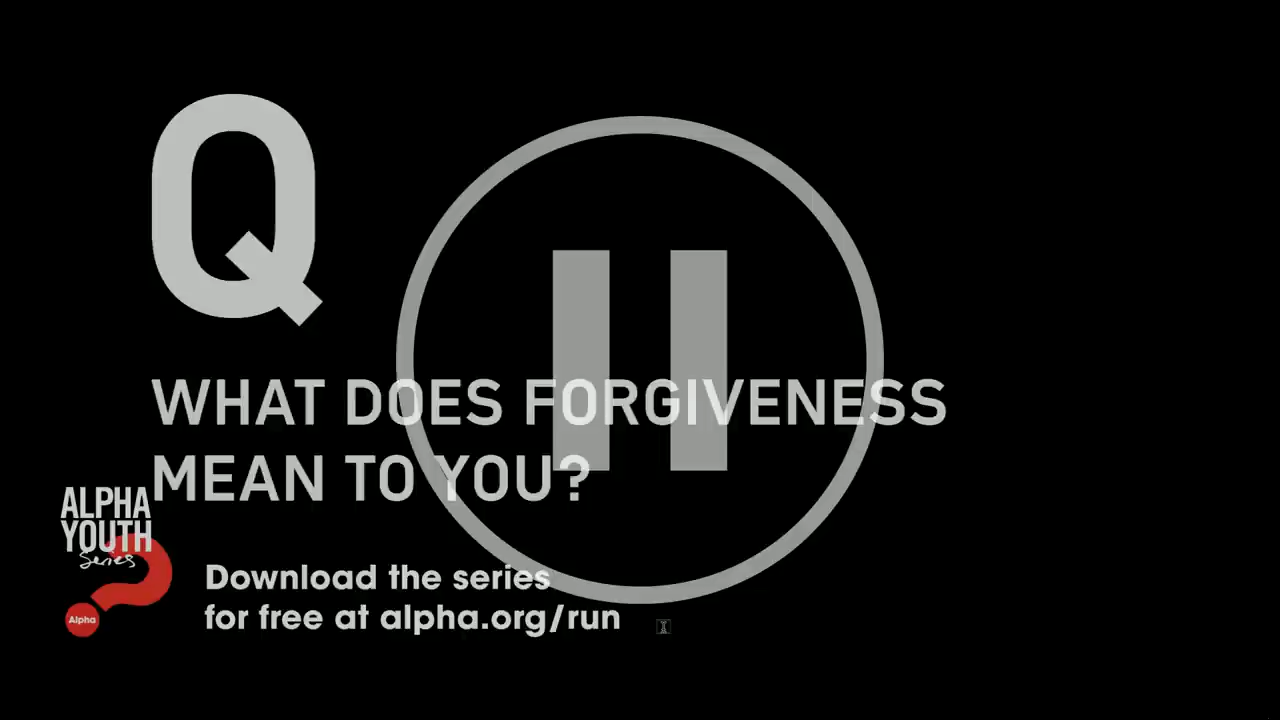 Q
WHAT DOES FORGIVENESS
MEAN TO YOU?
ALPHA
YOUTH
Series
Alpha
Download the series
for free at alpha.org/run